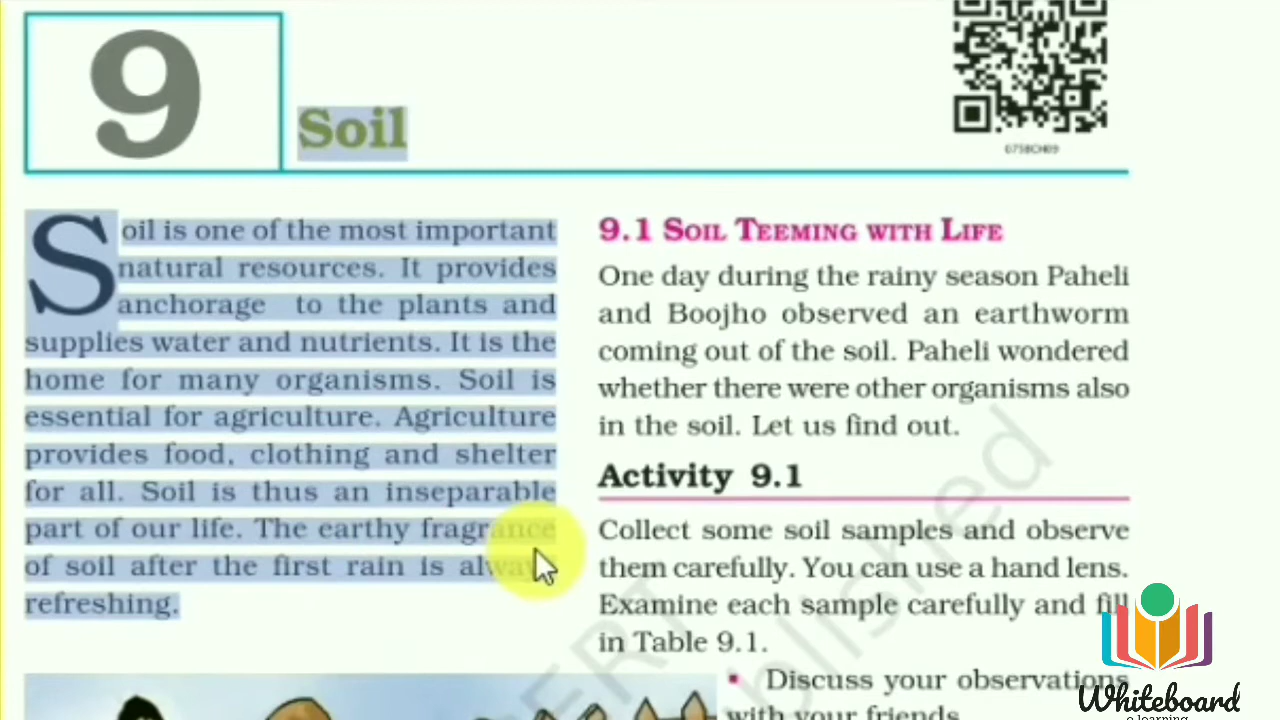 9
Soil
0758CH09
Soil is one of the most important
natural resources. It provides
anchorage to the plants and
supplies water and nutrients. It is the
home for many organisms. Soil is
essential for agriculture. Agriculture
provides food, clothing and shelter
for all. Soil is thus an inseparable
part of our life. The earthy fragrance
of soil after the first rain is always
refreshing.
9.1 SOIL TEEMING WITH LIFE
One day during the rainy season Paheli
and Boojho observed an earthworm
coming out of the soil. Paheli wondered
whether there were other organisms also
in the soil. Let us find out.
Activity 9.1
Collect some soil samples and observe
them carefully. You can use a hand lens.
Examine each sample carefully and fill
in Table 9.1.
▪ Discuss your observations
with your friends.
Whiteboard
e learning